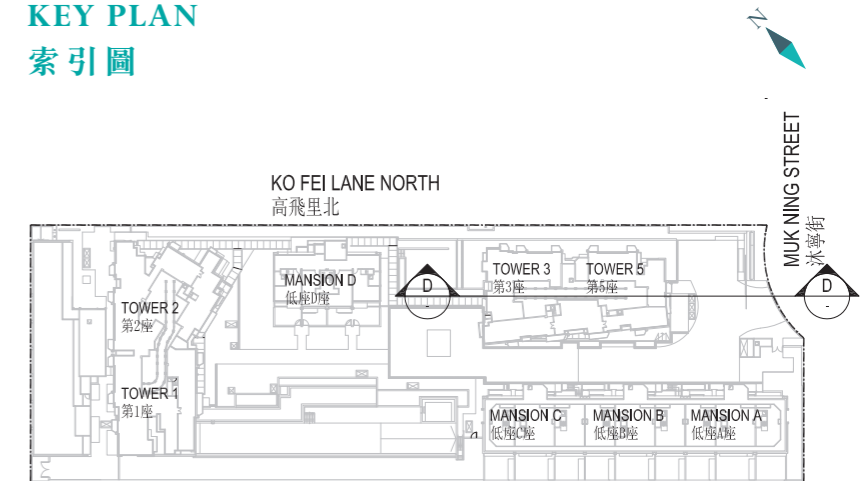 KEY PLAN
索引圖
N
MUK NING STREET
沐寧街
KO FEI LANE NORTH
高飛里北
TOWER 3
第3座
TOWER 5
第5座
MANSION D
低座D座
D
D
TOWER 2
第2座
TOWER 1
第1座
MANSION C
低座C座
MANSION B
低座B座
MANSION A
低座A座